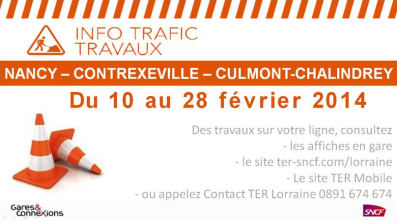 INFO TRAFIC
TRAVAUX
NANCY – CONTREXEVILLE – CULMONT-CHALINDREY
Du 10 au 28 février 2014
Des travaux sur votre ligne, consultez
- les affiches en gare
- le site ter-sncf.com/lorraine
- Le site TER Mobile
- ou appelez Contact TER Lorraine 0891 674 674
Gares&
Connexions
SNCF